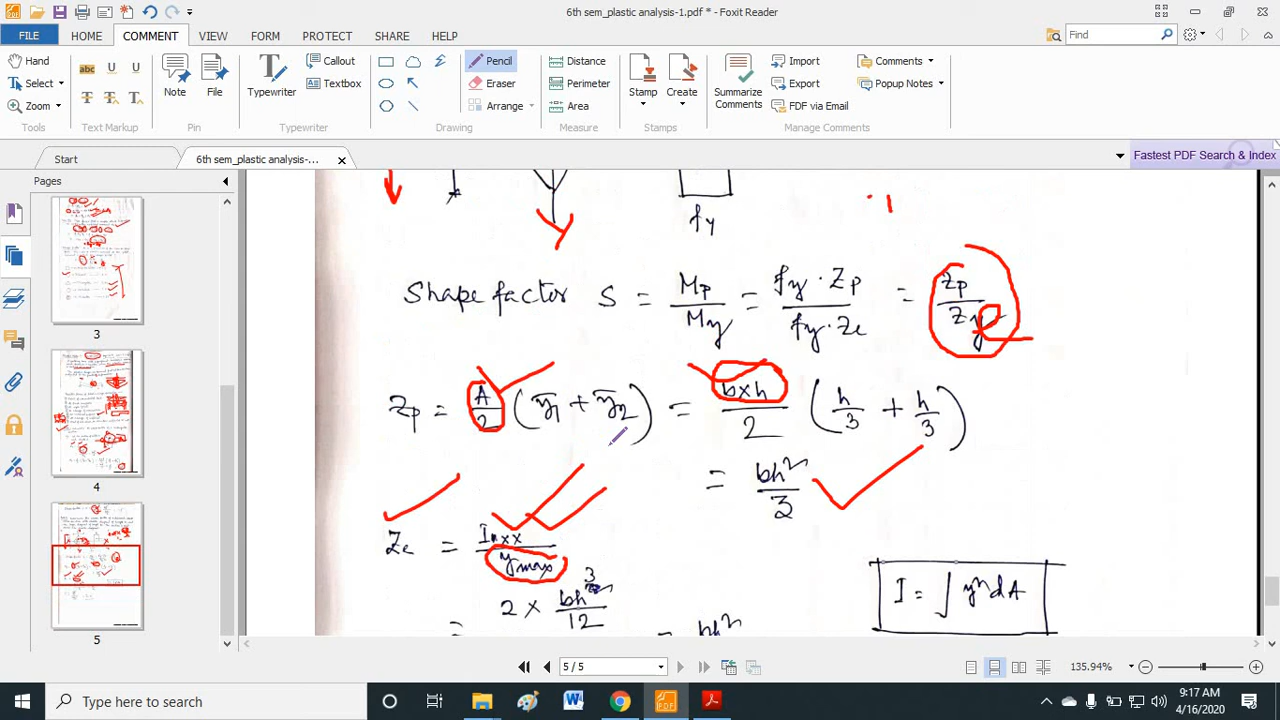 6th sem_plastic analysis-1.pdf * - Foxit Reader
FILE HOME COMMENT VIEW FORM PROTECT SHARE HELP
Find
Hand
Select
Zoom
Tools
abc U U
T T T
Text Markup
Note File
Pin
Typewriter
Callout
Textbox
Typewriter
Pencil
Eraser
Arrange
Drawing
Distance
Perimeter
Area
Measure
Stamp Create
Stamps
Summarize Comments
Import
Export
FDF via Email
Comments
Popup Notes
Manage Comments
Start
6th sem_plastic analysis-...
Fastest PDF Search & Index
Pages
3
4
5
fy
Shape factor S = Mp/My = fy·Zp/fy·Ze = Zp/Zye
Zp = A/2 (ȳ1 + ȳ2) = b×h/2 (h/3 + h/3)
= bh²/3
Ze = Inxx/ymax
= 2 × bh³/12
= bh²
I = ∫ y²dA
5 / 5
135.94%
Type here to search
9:17 AM
4/16/2020